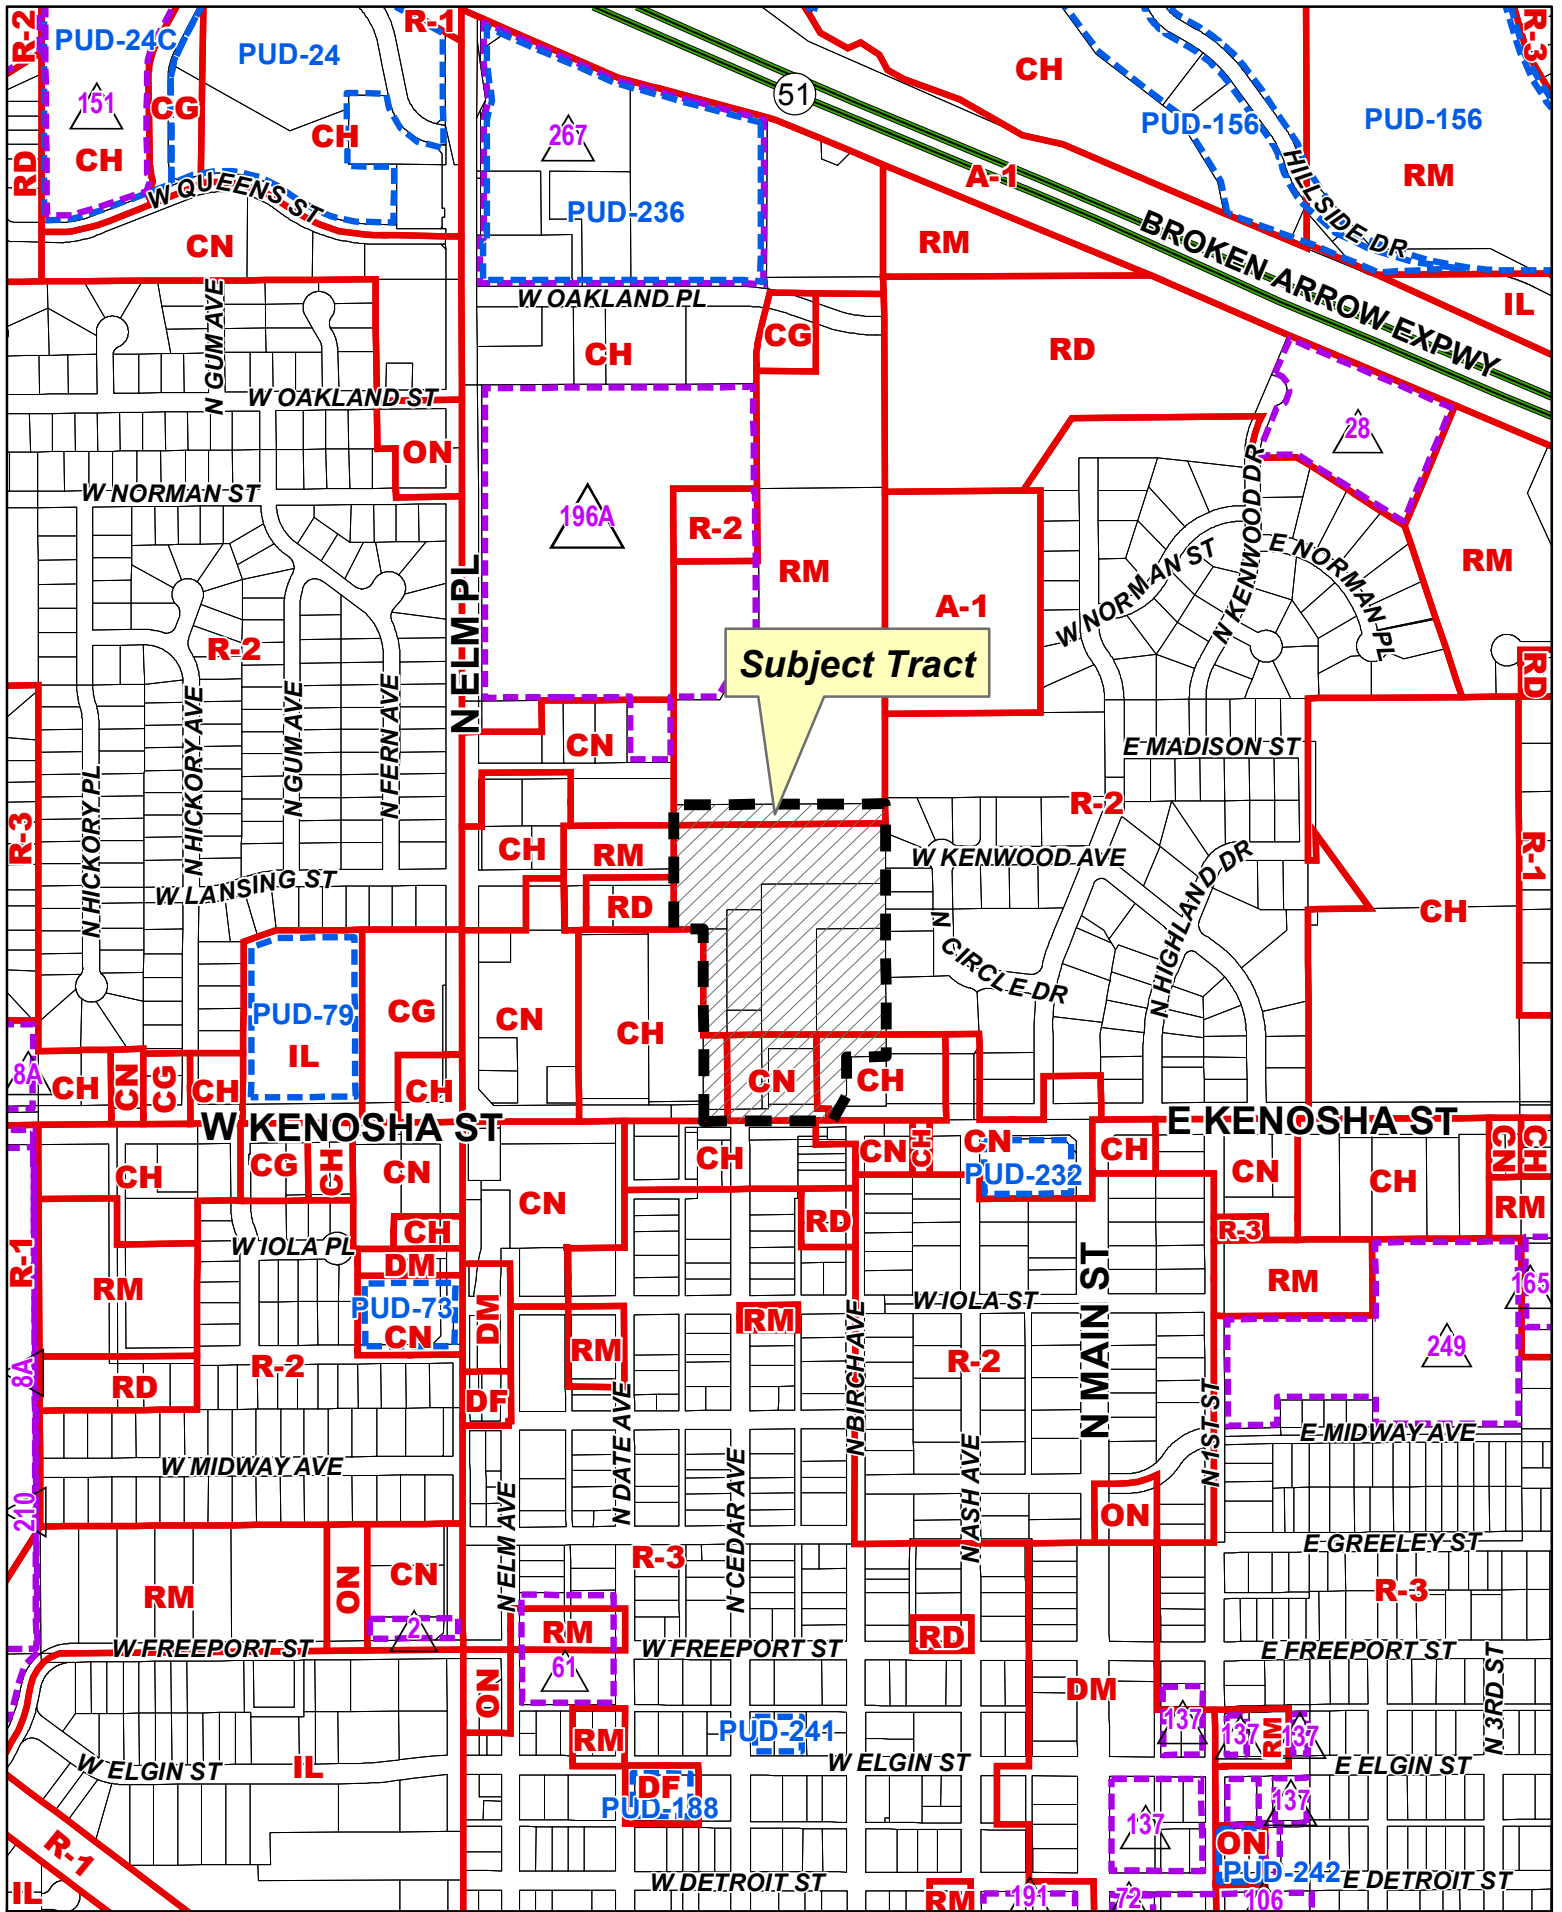 R-2
PUD-24C
PUD-24
R-1
51
CH
R-3
151
CG
CH
267
PUD-156
PUD-156
RD
CH
W QUEENS ST
PUD-236
A-1
HILLSIDE DR
RM
CN
RM
BROKEN ARROW EXPWY
W OAKLAND PL
IL
N GUM AVE
CG
CH
RD
W OAKLAND ST
ON
28
W NORMAN ST
196A
R-2
N KENWOOD DR
RM
W NORMAN ST
E NORMAN PL
RM
A-1
R-2
N ELM PL
Subject Tract
RD
N HICKORY PL
N HICKORY AVE
N GUM AVE
N FERN AVE
CN
E MADISON ST
R-2
R-3
CH
RM
W KENWOOD AVE
R-1
W LANSING ST
RD
N CIRCLE DR
N HIGHLAND DR
CH
PUD-79
CG
CN
CH
IL
8A
CH
CN
CG
CH
CH
CN
CH
W KENOSHA ST
E KENOSHA ST
CH
CG
CH
CN
CH
CN
CH
CN
PUD-232
CH
CN
CH
CN
CH
CN
RD
R-3
RM
R-1
W IOLA PL
CH
DM
RM
N MAIN ST
RM
165
PUD-73
CN
DM
RM
RM
W IOLA ST
N BIRCH AVE
249
8A
RD
R-2
DF
R-2
N DATE AVE
N 1ST ST
E MIDWAY AVE
W MIDWAY AVE
N ELM AVE
N CEDAR AVE
N ASH AVE
210
ON
RM
ON
CN
R-3
E GREELEY ST
R-3
2
RM
RD
W FREEPORT ST
W FREEPORT ST
E FREEPORT ST
61
ON
DM
N 3RD ST
RM
PUD-241
137
137
RM
137
W ELGIN ST
IL
W ELGIN ST
E ELGIN ST
DF
PUD-188
137
137
R-1
ON
PUD-242
IL
W DETROIT ST
E DETROIT ST
RM
191
72
106